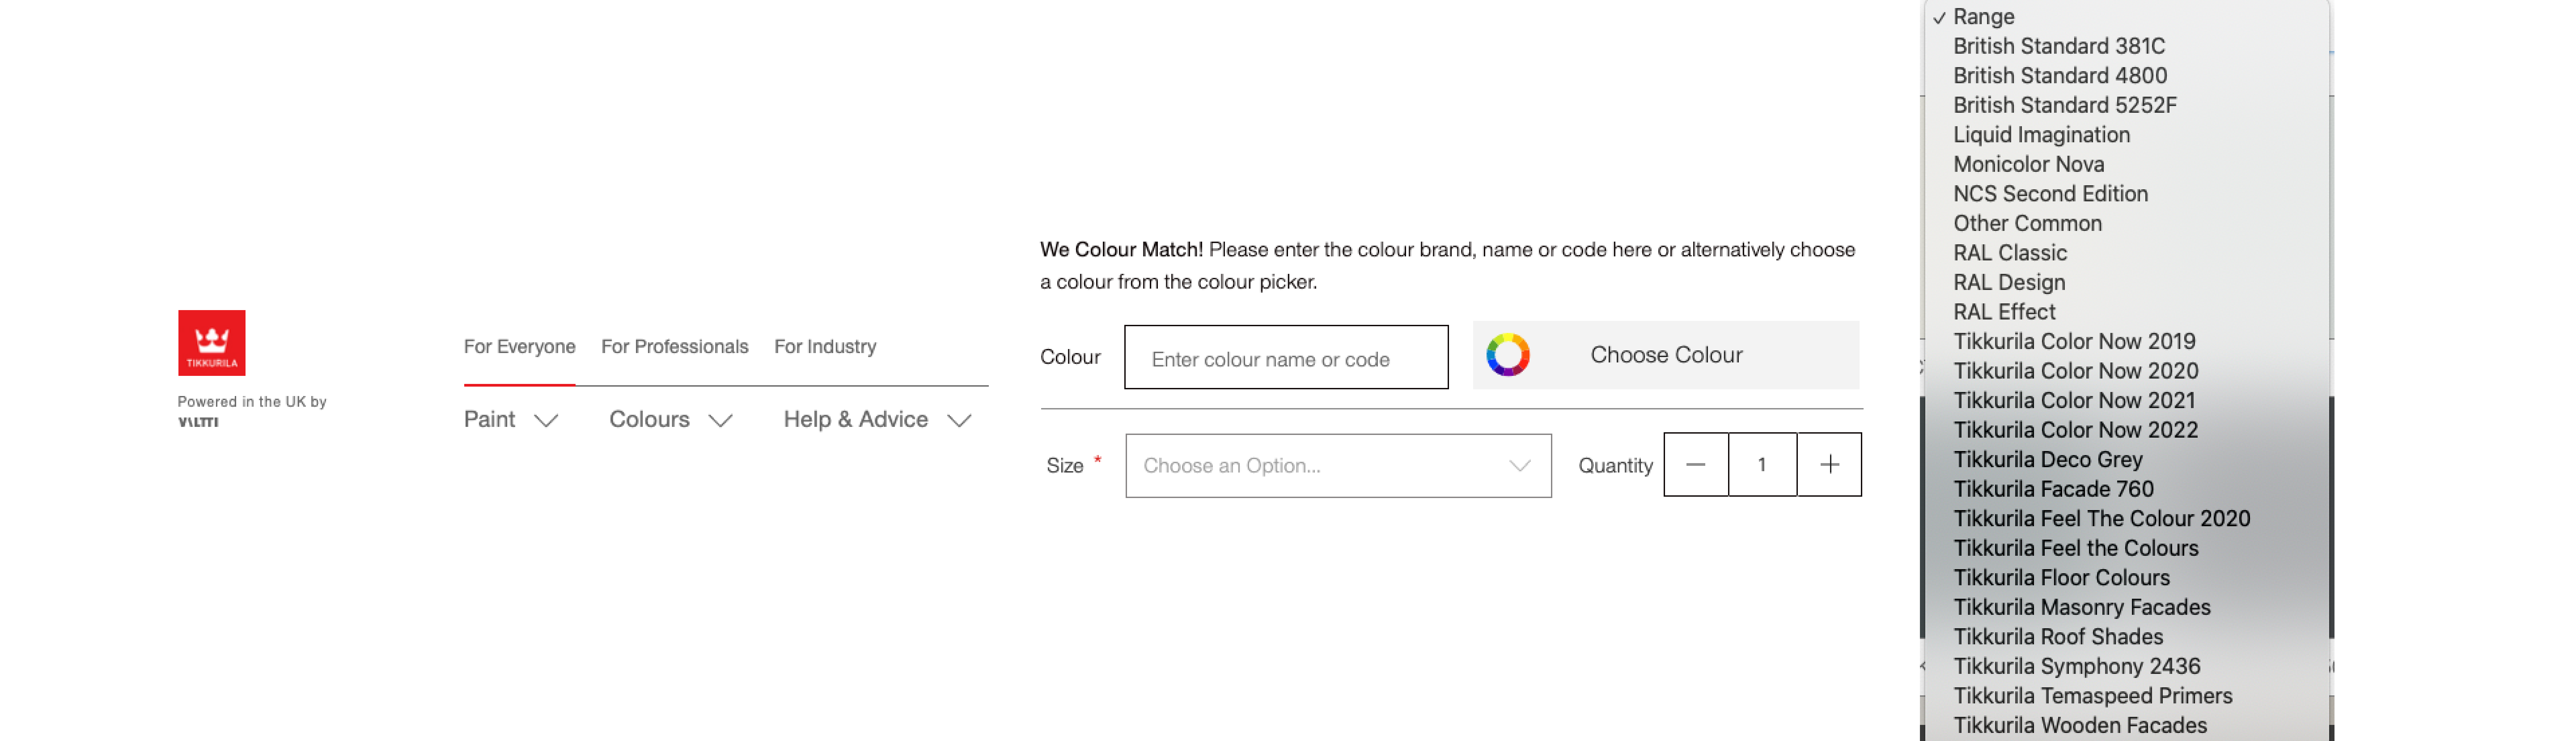 TIKKURILA
Powered in the UK by
VALTTI
For Everyone
For Professionals
For Industry
Paint
Colours
Help & Advice
We Colour Match! Please enter the colour brand, name or code here or alternatively choose
a colour from the colour picker.
Colour
Enter colour name or code
Choose Colour
Size *
Choose an Option...
Quantity
1
✓ Range
British Standard 381C
British Standard 4800
British Standard 5252F
Liquid Imagination
Monicolor Nova
NCS Second Edition
Other Common
RAL Classic
RAL Design
RAL Effect
Tikkurila Color Now 2019
Tikkurila Color Now 2020
Tikkurila Color Now 2021
Tikkurila Color Now 2022
Tikkurila Deco Grey
Tikkurila Facade 760
Tikkurila Feel The Colour 2020
Tikkurila Feel the Colours
Tikkurila Floor Colours
Tikkurila Masonry Facades
Tikkurila Roof Shades
Tikkurila Symphony 2436
Tikkurila Temaspeed Primers
Tikkurila Wooden Facades